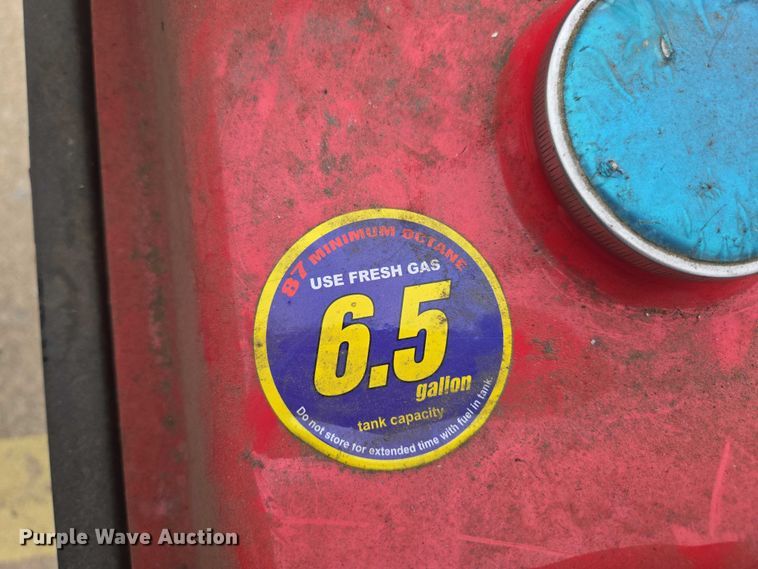 87 MINIMUM OCTANE
USE FRESH GAS
6.5
gallon
tank capacity
Do not store for extended time with fuel in tank.
Purple Wave Auction